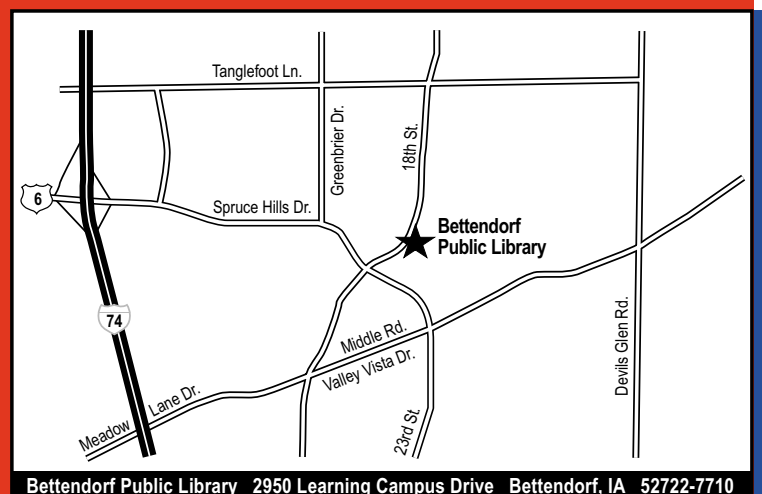 Tanglefoot Ln.
Greenbrier Dr.
18th St.
6
Spruce Hills Dr.
Bettendorf
Public Library
74
Middle Rd.
Valley Vista Dr.
Devils Glen Rd.
Meadow Lane Dr.
23rd St.
Bettendorf Public Library 2950 Learning Campus Drive Bettendorf, IA 52722-7710